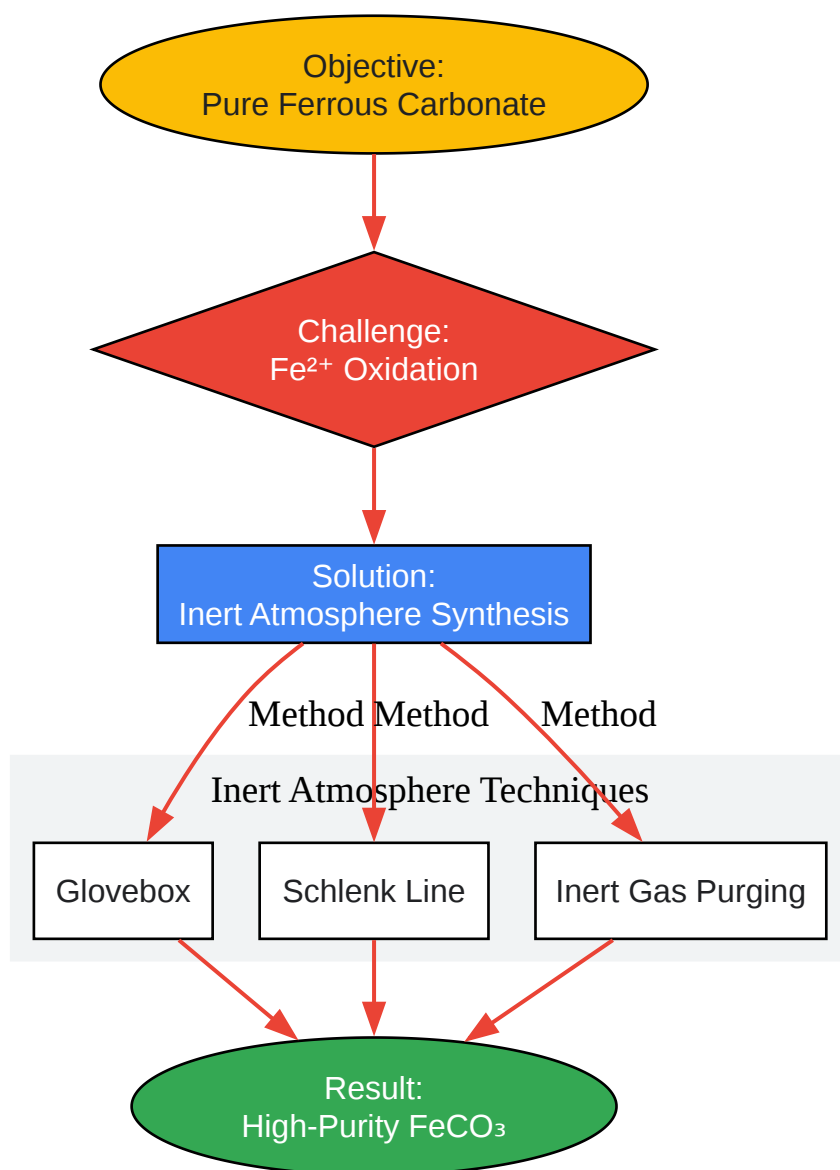 Objective:
Pure Ferrous Carbonate
Challenge:
Fe²⁺ Oxidation
Solution:
Inert Atmosphere Synthesis
Method Method Method
Inert Atmosphere Techniques
Glovebox Schlenk Line Inert Gas Purging
Result:
High-Purity FeCO₃